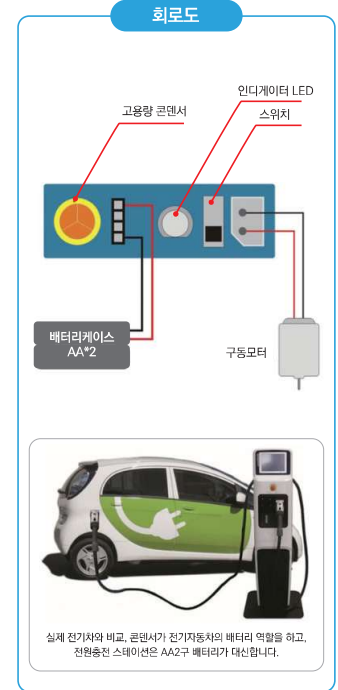 회로도
인디케이터 LED
고용량 콘덴서
스위치
배터리케이스
AA*2
구동모터
실제 전기차와 비교, 콘덴서가 전기자동차의 배터리 역할을 하고,
전원충전 스테이션은 AA2구 배터리가 대신합니다.